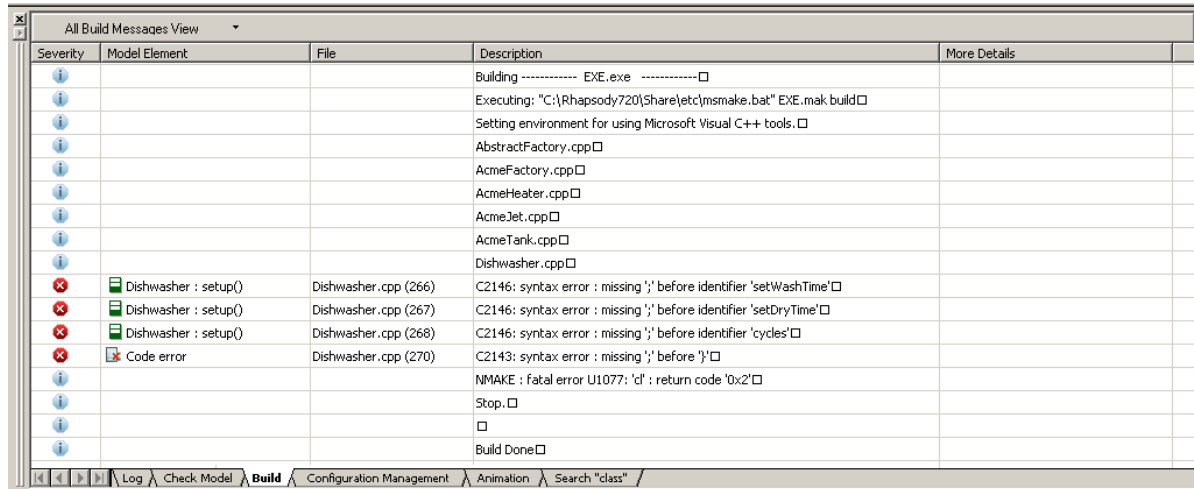 All Build Messages View
Severity Model Element File Description More Details
Building ------------ EXE.exe ------------□
Executing: "C:\Rhapsody720\Share\etc\msmake.bat" EXE.mak build□
Setting environment for using Microsoft Visual C++ tools.□
AbstractFactory.cpp□
AcmeFactory.cpp□
AcmeHeater.cpp□
AcmeJet.cpp□
AcmeTank.cpp□
Dishwasher.cpp□
Dishwasher : setup() Dishwasher.cpp (266) C2146: syntax error : missing ';' before identifier 'setWashTime'□
Dishwasher : setup() Dishwasher.cpp (267) C2146: syntax error : missing ';' before identifier 'setDryTime'□
Dishwasher : setup() Dishwasher.cpp (268) C2146: syntax error : missing ';' before identifier 'cycles'□
Code error Dishwasher.cpp (270) C2143: syntax error : missing ';' before '}'□
NMAKE : fatal error U1077: 'cl' : return code '0x2'□
Stop.□
□
Build Done□
Log Check Model Build Configuration Management Animation Search "class"